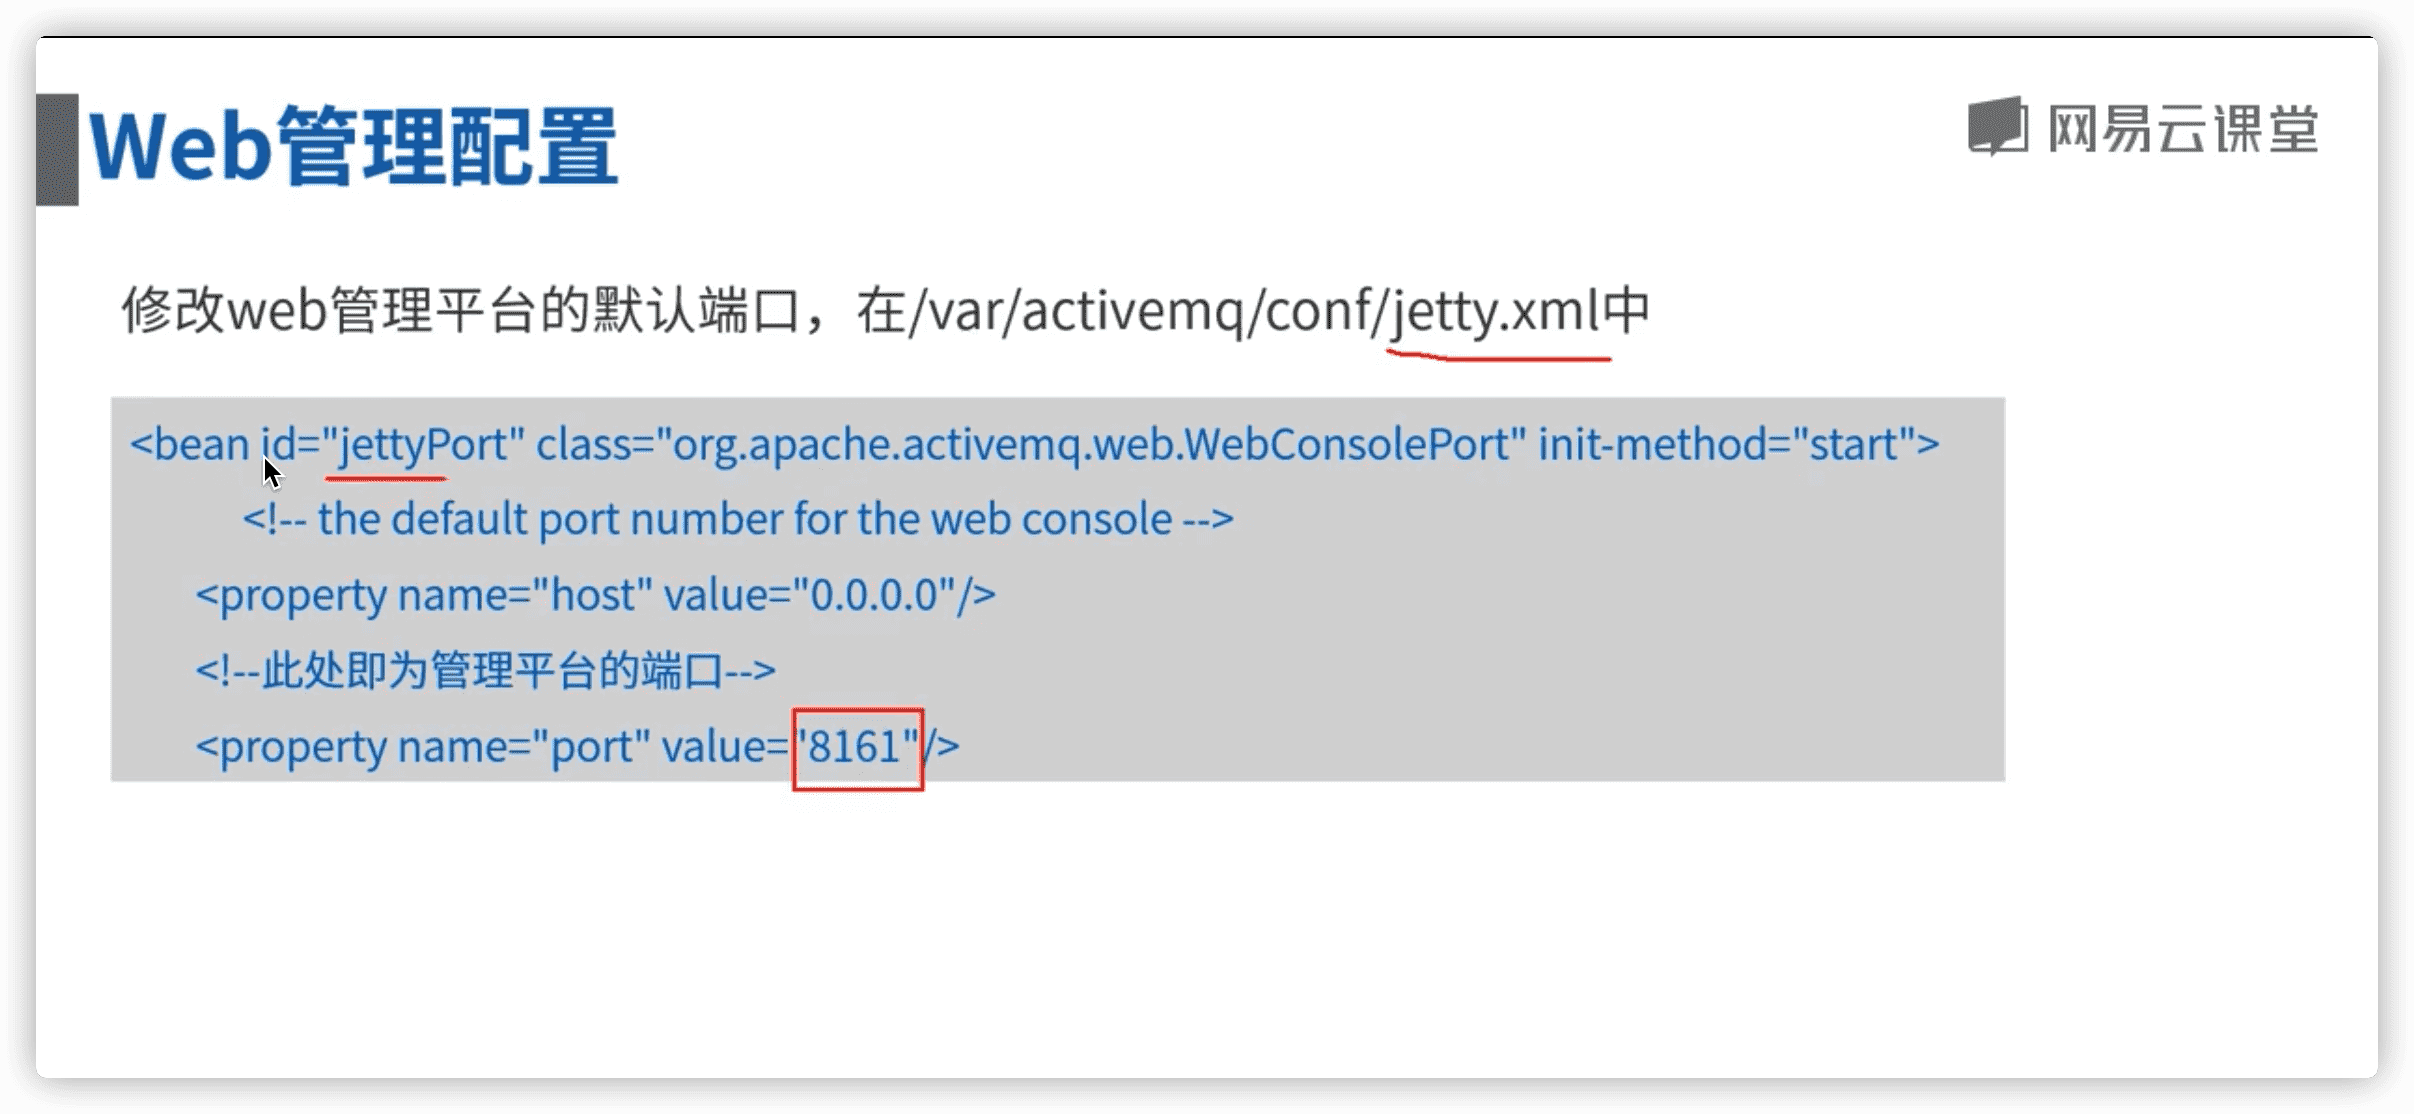 Web管理配置
网易云课堂
修改web管理平台的默认端口，在/var/activemq/conf/jetty.xml中
<bean id="jettyPort" class="org.apache.activemq.web.WebConsolePort" init-method="start">
<!-- the default port number for the web console -->
<property name="host" value="0.0.0.0"/>
<!--此处即为管理平台的端口-->
<property name="port" value="8161"/>